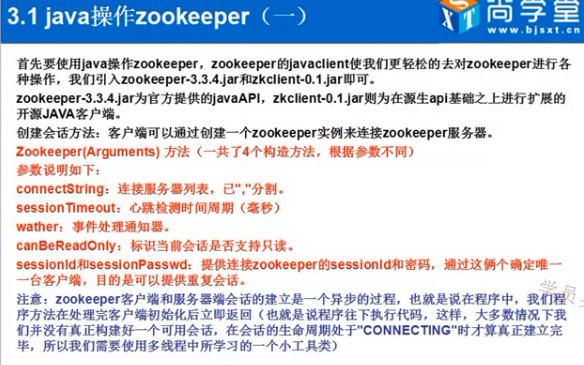 3.1 java操作zookeeper（一）
尚学堂
www.bjsxt.com
首先要使用java操作zookeeper，zookeeper的javaclient使我们更轻松的去对zookeeper进行各
种操作，我们引入zookeeper-3.3.4.jar和zkclient-0.1.jar即可。
zookeeper-3.3.4.jar为官方提供的javaAPI，zkclient-0.1.jar则为在源生api基础之上进行扩展的
开源JAVA客户端。
创建会话方法：客户端可以通过创建一个zookeeper实例来连接zookeeper服务器。
Zookeeper(Arguments) 方法（一共了4个构造方法，根据参数不同）
参数说明如下：
connectString：连接服务器列表，已","分割。
sessionTimeout：心跳检测时间周期（毫秒）
wather：事件处理通知器。
canBeReadOnly：标识当前会话是否支持只读。
sessionId和sessionPasswd：提供连接zookeeper的sessionId和密码，通过这俩个确定唯一
一台客户端，目的是可以提供重复会话。
注意：zookeeper客户端和服务器端会话的建立是一个异步的过程，也就是说在程序中，我们程
序方法在处理完客户端初始化后立即返回（也就是说程序往下执行代码，这样，大多数情况下我
们并没有真正构建好一个可用会话，在会话的生命周期处于"CONNECTING"时才算真正建立完
毕，所以我们需要使用多线程中所学习的一个小工具类）
学员